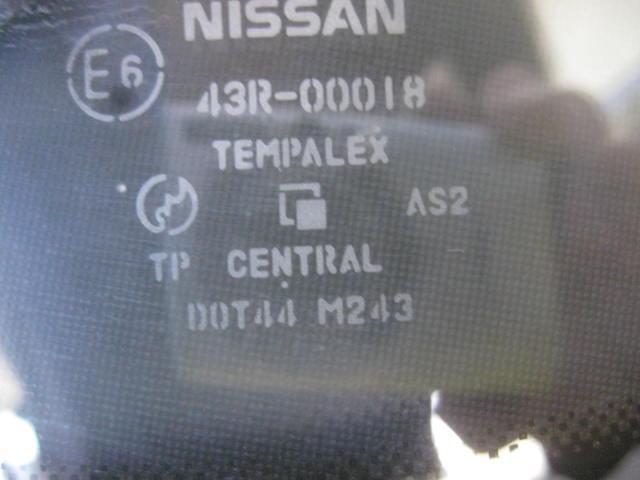 NISSAN
E6 43R-00018
TEMPALEX
AS2
TP CENTRAL
DOT44 M243